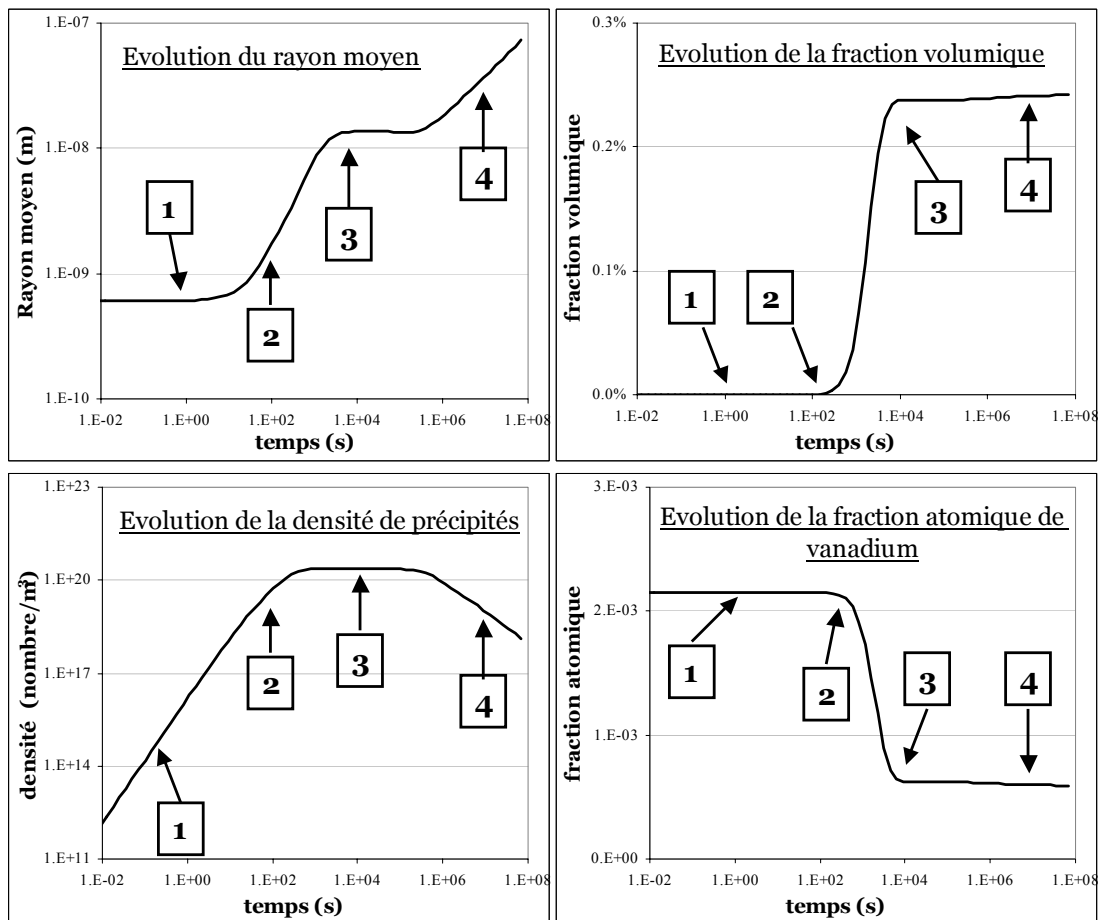 Evolution du rayon moyen
Rayon moyen (m)
1.E-07
1.E-08
1.E-09
1.E-10
1
2
3
4
1.E-02 1.E+00 1.E+02 1.E+04 1.E+06 1.E+08
temps (s)
Evolution de la fraction volumique
fraction volumique
0.3%
0.2%
0.1%
0.0%
1
2
3
4
1.E-02 1.E+00 1.E+02 1.E+04 1.E+06 1.E+08
temps (s)
Evolution de la densité de précipités
densité (nombre/m3)
1.E+23
1.E+20
1.E+17
1.E+14
1.E+11
1
2
3
4
1.E-02 1.E+00 1.E+02 1.E+04 1.E+06 1.E+08
temps (s)
Evolution de la fraction atomique de
vanadium
fraction atomique
3.E-03
2.E-03
1.E-03
0.E+00
1
2
3
4
1.E-02 1.E+00 1.E+02 1.E+04 1.E+06 1.E+08
temps (s)